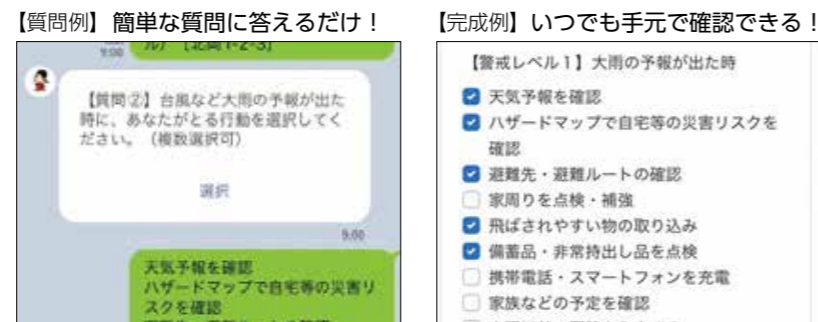 【質問例】簡単な質問に答えるだけ！
9:00
【質問②】台風など大雨の予報が出た
時に、あなたがとる行動を選択してく
ださい。（複数選択可）
選択
9:00
天気予報を確認
ハザードマップで自宅等の災害リ
スクを確認
【完成例】いつでも手元で確認できる！
【警戒レベル１】大雨の予報が出た時
天気予報を確認
ハザードマップで自宅等の災害リスクを
確認
避難先・避難ルートの確認
家周りを点検・補強
飛ばされやすい物の取り込み
備蓄品・非常持出し品を点検
携帯電話・スマートフォンを充電
家族などの予定を確認